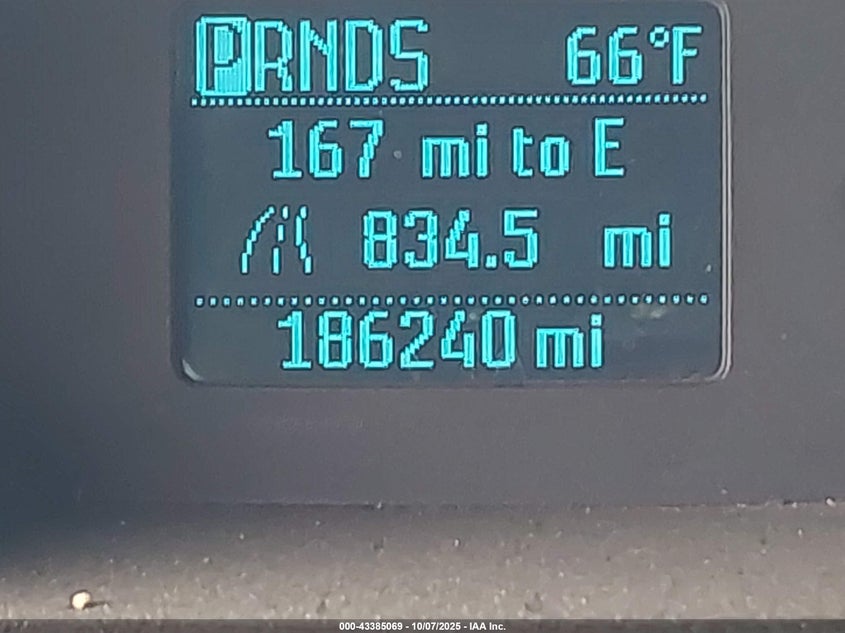 PRNDS 66°F
167 mi to E
834.5 mi
186240 mi
000-43385069 - 10/07/2025 - IAA Inc.